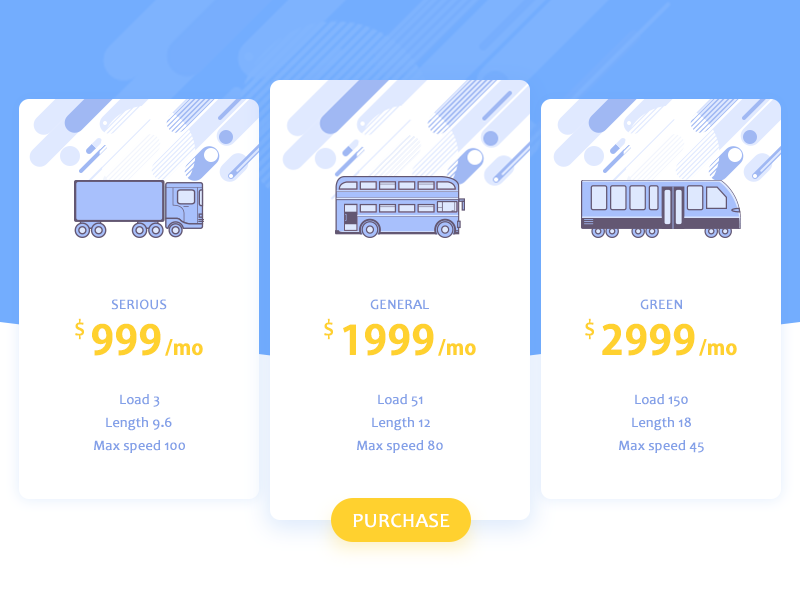 SERIOUS
$ 999 /mo
Load 3
Length 9.6
Max speed 100
GENERAL
$ 1999 /mo
Load 51
Length 12
Max speed 80
PURCHASE
GREEN
$ 2999 /mo
Load 150
Length 18
Max speed 45